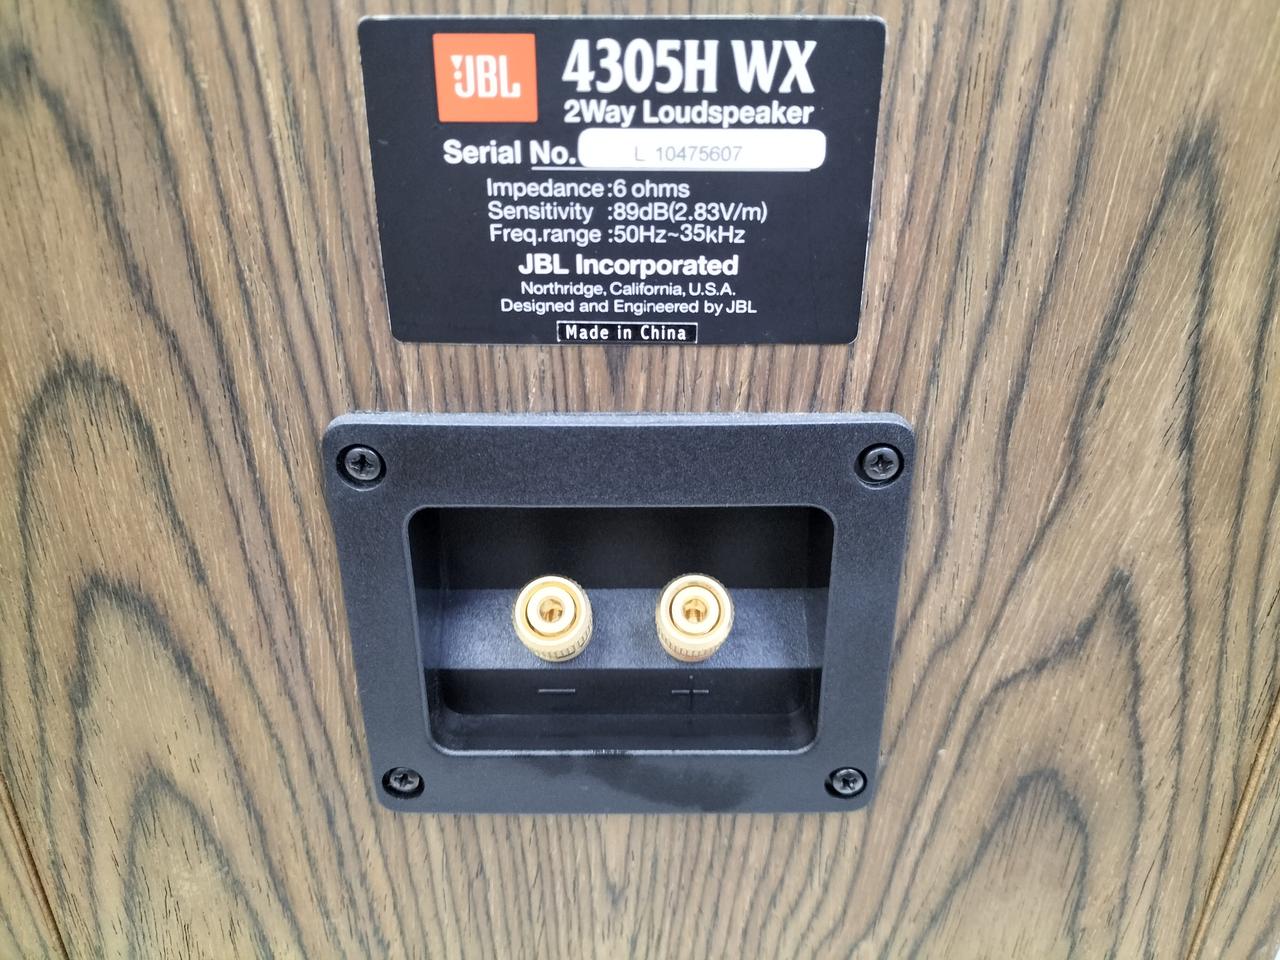 JBL
4305H WX
2Way Loudspeaker
Serial No. L 10475607
Impedance:6 ohms
Sensitivity :89dB(2.83V/m)
Freq.range :50Hz~35kHz
JBL Incorporated
Northridge, California, U.S.A.
Designed and Engineered by JBL
Made in China
− +